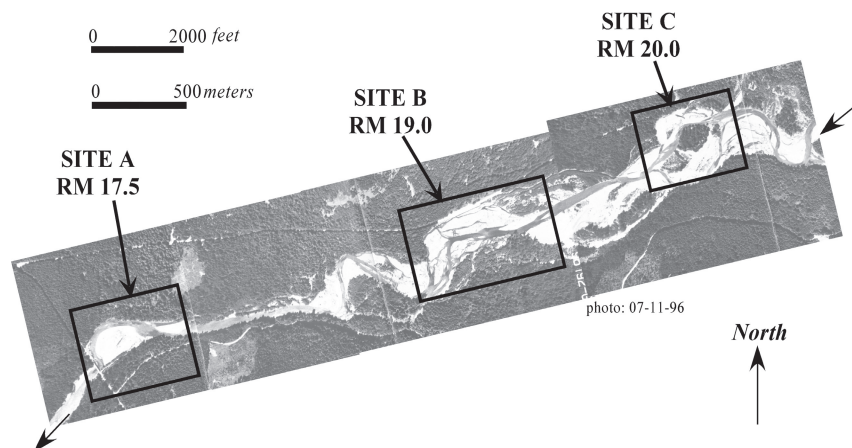 0 2000 feet
0 500 meters
SITE A
RM 17.5
SITE B
RM 19.0
SITE C
RM 20.0
photo: 07-11-96
North